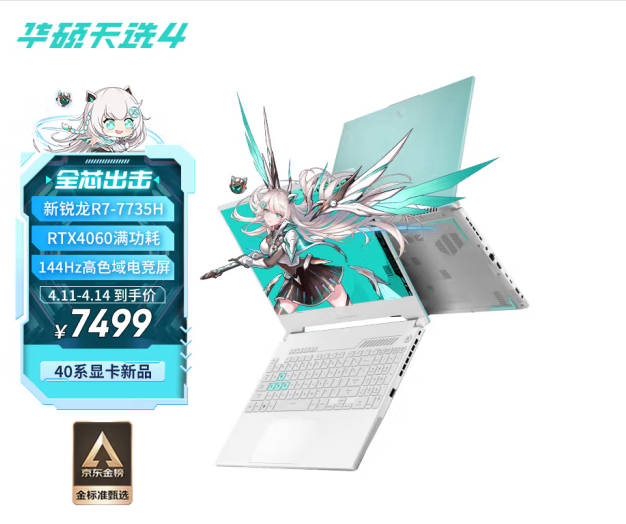 华硕天选4
全芯出击
新锐龙R7-7735H
RTX4060满功耗
144Hz高色域电竞屏
4.11-4.14 到手价
¥7499
40系显卡新品
京东金榜
金标准甄选